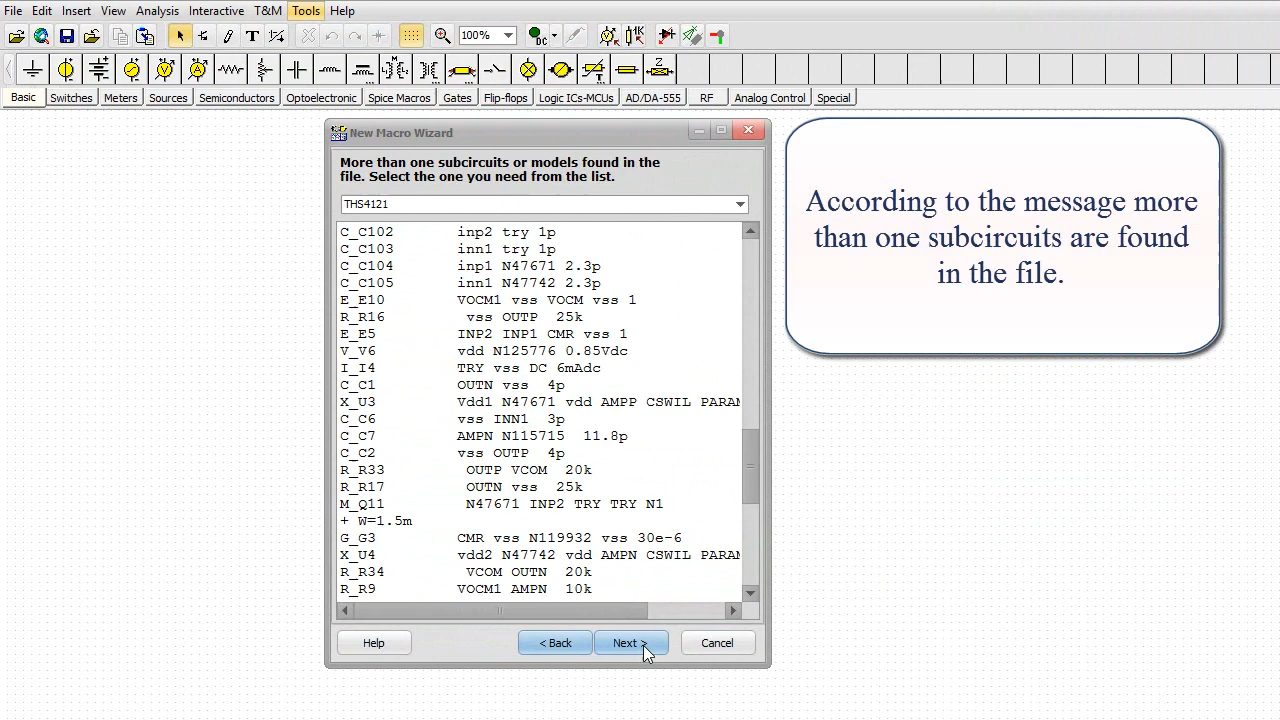 File Edit Insert View Analysis Interactive T&M Tools Help
100%
DC
1K
Basic Switches Meters Sources Semiconductors Optoelectronic Spice Macros Gates Flip-flops Logic ICs-MCUs AD/DA-555 RF Analog Control Special
New Macro Wizard
More than one subcircuits or models found in the
file. Select the one you need from the list.
THS4121
C_C102 inp2 try 1p
C_C103 inn1 try 1p
C_C104 inp1 N47671 2.3p
C_C105 inn1 N47742 2.3p
E_E10 VOCM1 vss VOCM vss 1
R_R16 vss OUTP 25k
E_E5 INP2 INP1 CMR vss 1
V_V6 vdd N125776 0.85Vdc
I_I4 TRY vss DC 6mAdc
C_C1 OUTN vss 4p
X_U3 Vdd1 N47671 vdd AMPP CSWIL PARAM
C_C6 vss INN1 3p
C_C7 AMPN N115715 11.8p
C_C2 vss OUTP 4p
R_R33 OUTP VCOM 20k
R_R17 OUTN vss 25k
M_Q11 N47671 INP2 TRY TRY N1
+ W=1.5m
G_G3 CMR vss N119932 vss 30e-6
X_U4 vdd2 N47742 vdd AMPN CSWIL PARAM
R_R34 VCOM OUTN 20k
R_R9 VOCM1 AMPN 10k
Help < Back Next > Cancel
According to the message more
than one subcircuits are found
in the file.